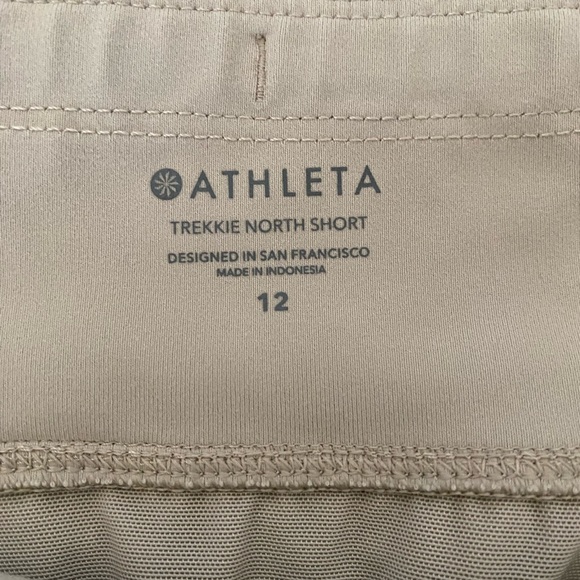 ATHLETA
TREKKIE NORTH SHORT
DESIGNED IN SAN FRANCISCO
MADE IN INDONESIA
12